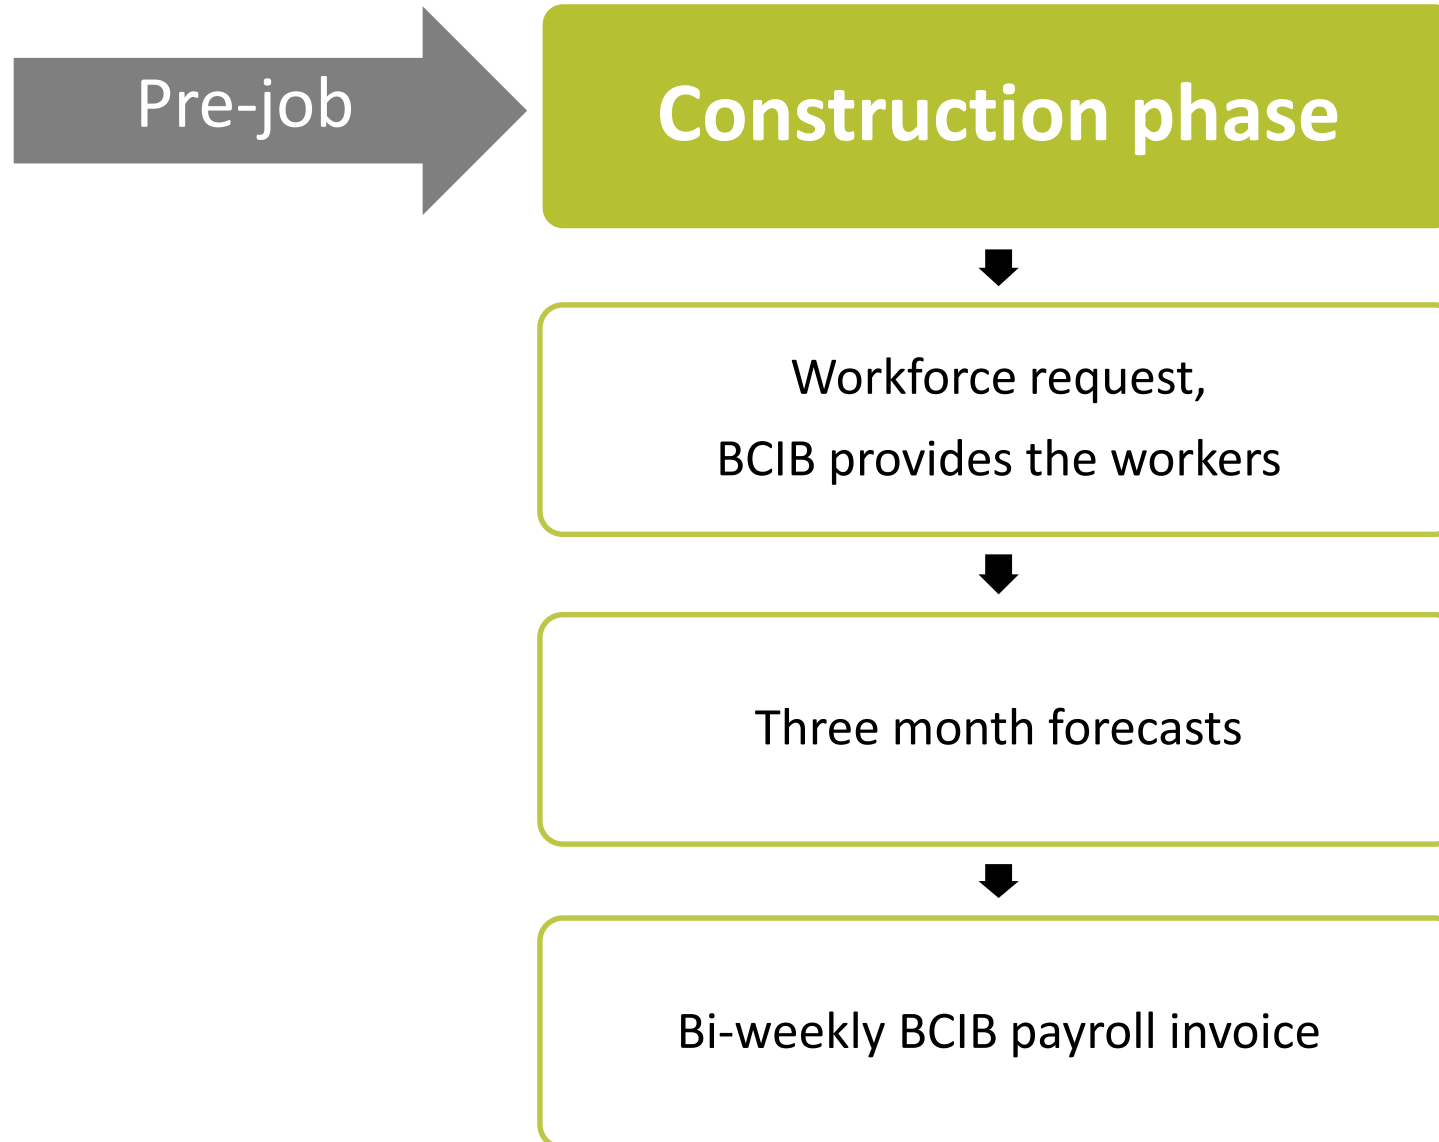 Pre-job
Construction phase
Workforce request,
BCIB provides the workers
Three month forecasts
Bi-weekly BCIB payroll invoice